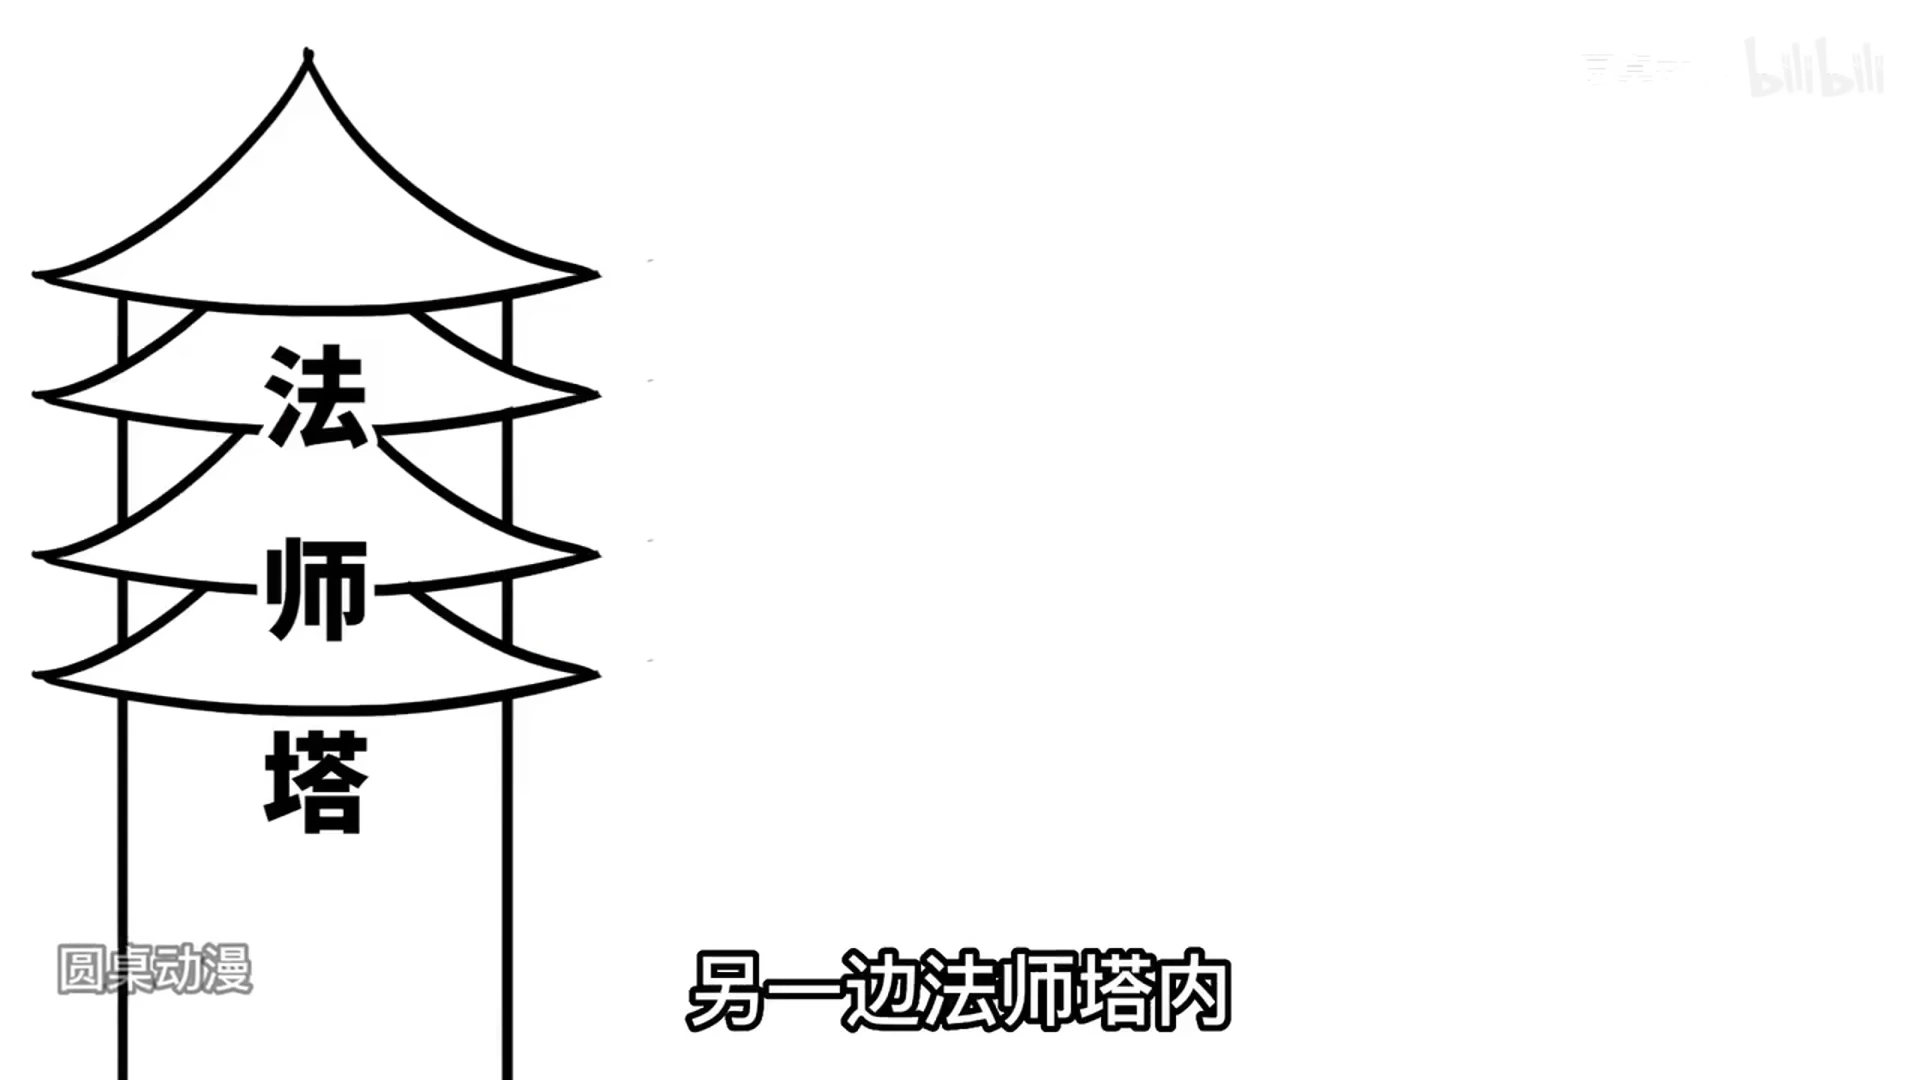 bilibili
法
师
塔
圆桌动漫
另一边法师塔内